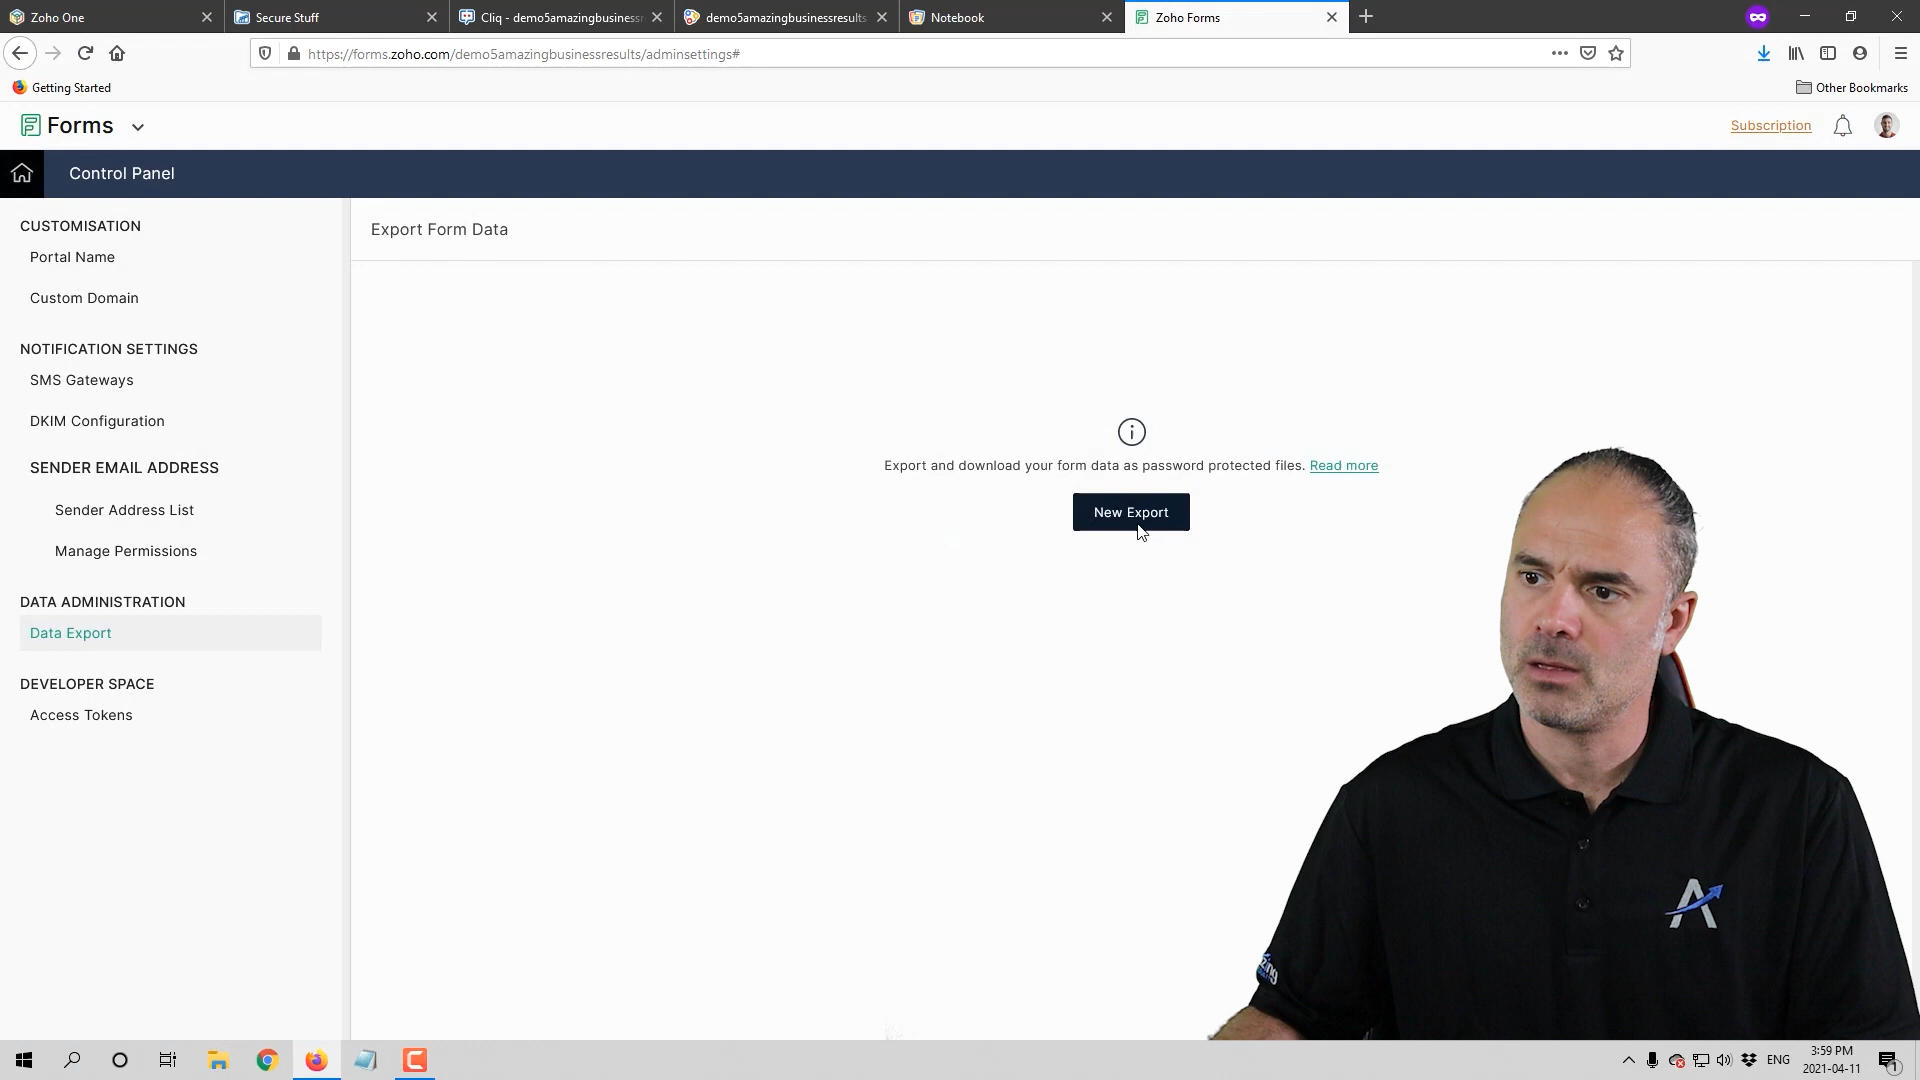 Zoho One
Secure Stuff
Cliq - demo5amazingbusinessr
demo5amazingbusinessresults
Notebook
Zoho Forms
https://forms.zoho.com/demo5amazingbusinessresults/adminsettings#
Getting Started
Other Bookmarks
Forms
Subscription
Control Panel
CUSTOMISATION
Portal Name
Custom Domain
NOTIFICATION SETTINGS
SMS Gateways
DKIM Configuration
SENDER EMAIL ADDRESS
Sender Address List
Manage Permissions
DATA ADMINISTRATION
Data Export
DEVELOPER SPACE
Access Tokens
Export Form Data
Export and download your form data as password protected files. Read more
New Export
ENG
3:59 PM
2021-04-11
1